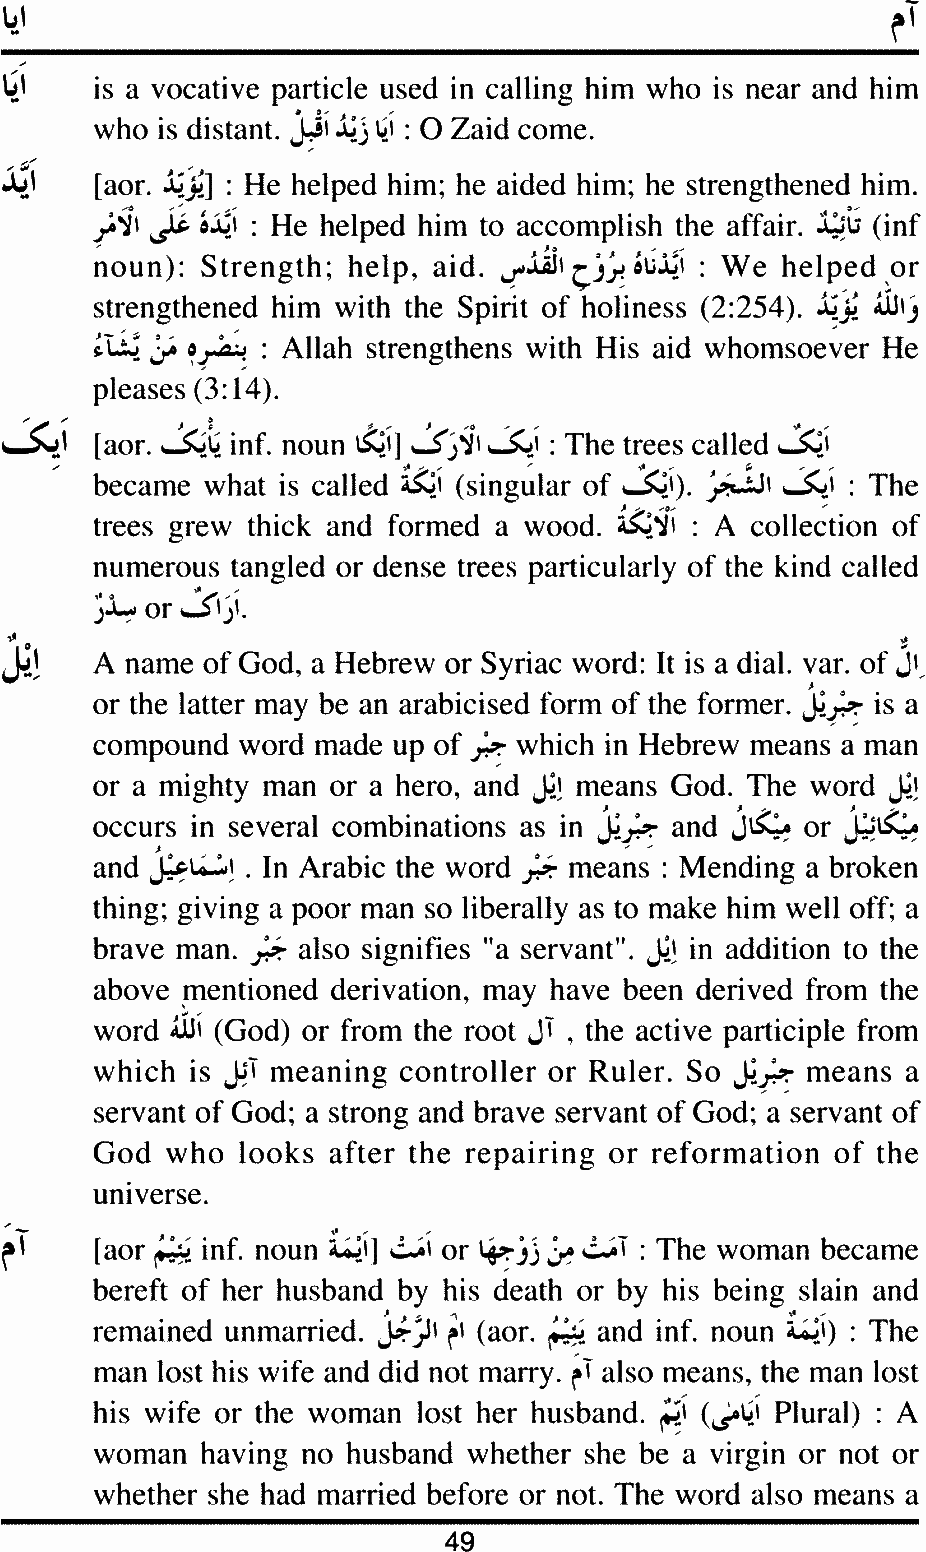 ايا آم
اَيَا is a vocative particle used in calling him who is near and him
who is distant. اَيَا زَيْدُ اَقْبِلْ : O Zaid come.
اَيَّدَ [aor. يُؤَيِّدُ] : He helped him; he aided him; he strengthened him.
اَيَّدَهٗ عَلَى الْاَمْرِ : He helped him to accomplish the affair. تَائِيْدٌ (inf
noun): Strength; help, aid. اَيَّدْنَاهُ بِرُوْحِ الْقُدُسِ : We helped or
strengthened him with the Spirit of holiness (2:254). وَاللّٰهُ يُؤَيِّدُ
بِنَصْرِهٖ مَنْ يَّشَآءُ : Allah strengthens with His aid whomsoever He
pleases (3:14).
اَيِكَ [aor. يَأْيَكُ inf. noun اَيْكًا] اَيِكَ الْاَرَكُ : The trees called اَيْكٌ
became what is called اَيْكَةٌ (singular of اَيْكٌ). اَيِكَ الشَّجَرُ : The
trees grew thick and formed a wood. اَلْاَيْكَةُ : A collection of
numerous tangled or dense trees particularly of the kind called
سِدْرٌ or اَرَاكٌ.
اِيْلٌ A name of God, a Hebrew or Syriac word: It is a dial. var. of اِلٌّ
or the latter may be an arabicised form of the former. جِبْرِيْلُ is a
compound word made up of جِبْر which in Hebrew means a man
or a mighty man or a hero, and اِيْل means God. The word اِيْل
occurs in several combinations as in جِبْرِيْلُ and مِيْكَالُ or مِيْكَائِيْلُ
and اِسْمَاعِيْلُ . In Arabic the word جَبْر means : Mending a broken
thing; giving a poor man so liberally as to make him well off; a
brave man. جَبْر also signifies "a servant". اِيْل in addition to the
above mentioned derivation, may have been derived from the
word اَللّٰهُ (God) or from the root آل , the active participle from
which is آئِل meaning controller or Ruler. So جِبْرِيْل means a
servant of God; a strong and brave servant of God; a servant of
God who looks after the repairing or reformation of the
universe.
آمَ [aor يَئِيْمُ inf. noun اَيْمَةٌ] اَمَتْ or آمَتْ مِنْ زَوْجِهَا : The woman became
bereft of her husband by his death or by his being slain and
remained unmarried. امَ الرَّجُلُ (aor. يَئِيْمُ and inf. noun اَيْمَةٌ) : The
man lost his wife and did not marry. آمَ also means, the man lost
his wife or the woman lost her husband. اَيِّمٌ (اَيَامٰى Plural) : A
woman having no husband whether she be a virgin or not or
whether she had married before or not. The word also means a
49